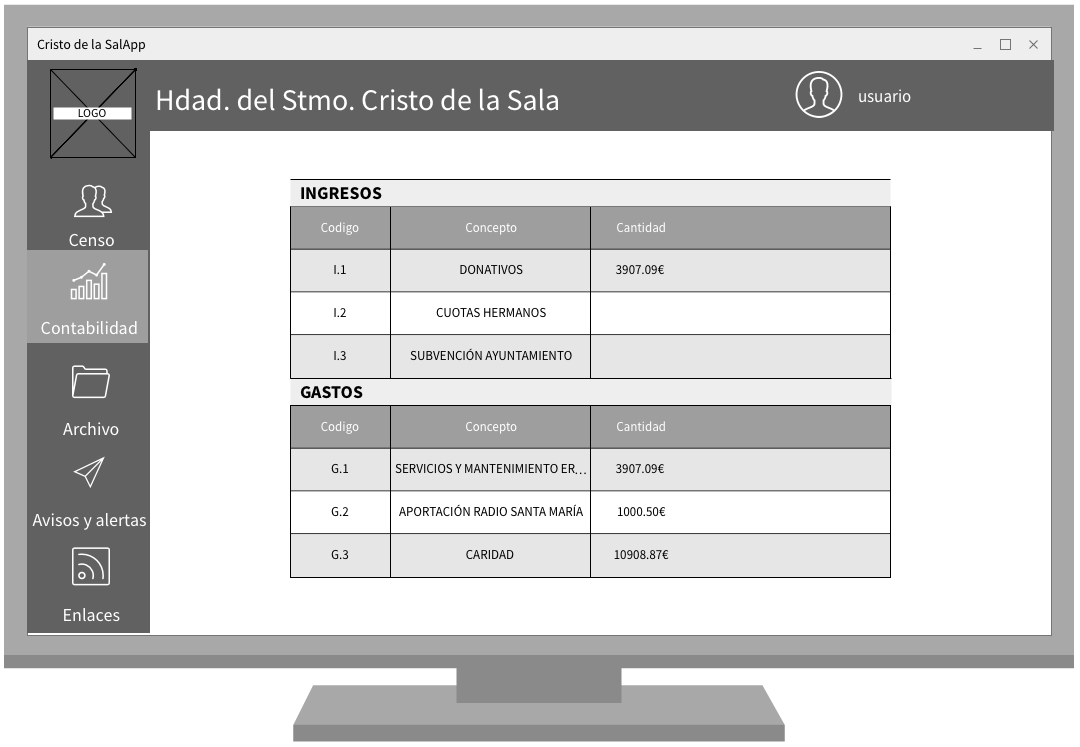 Cristo de la SalApp
LOGO
Hdad. del Stmo. Cristo de la Sala
usuario
Censo
Contabilidad
Archivo
Avisos y alertas
Enlaces
INGRESOS
Codigo Concepto Cantidad
I.1 DONATIVOS 3907.09€
I.2 CUOTAS HERMANOS
I.3 SUBVENCIÓN AYUNTAMIENTO
GASTOS
Codigo Concepto Cantidad
G.1 SERVICIOS Y MANTENIMIENTO ER... 3907.09€
G.2 APORTACIÓN RADIO SANTA MARÍA 1000.50€
G.3 CARIDAD 10908.87€